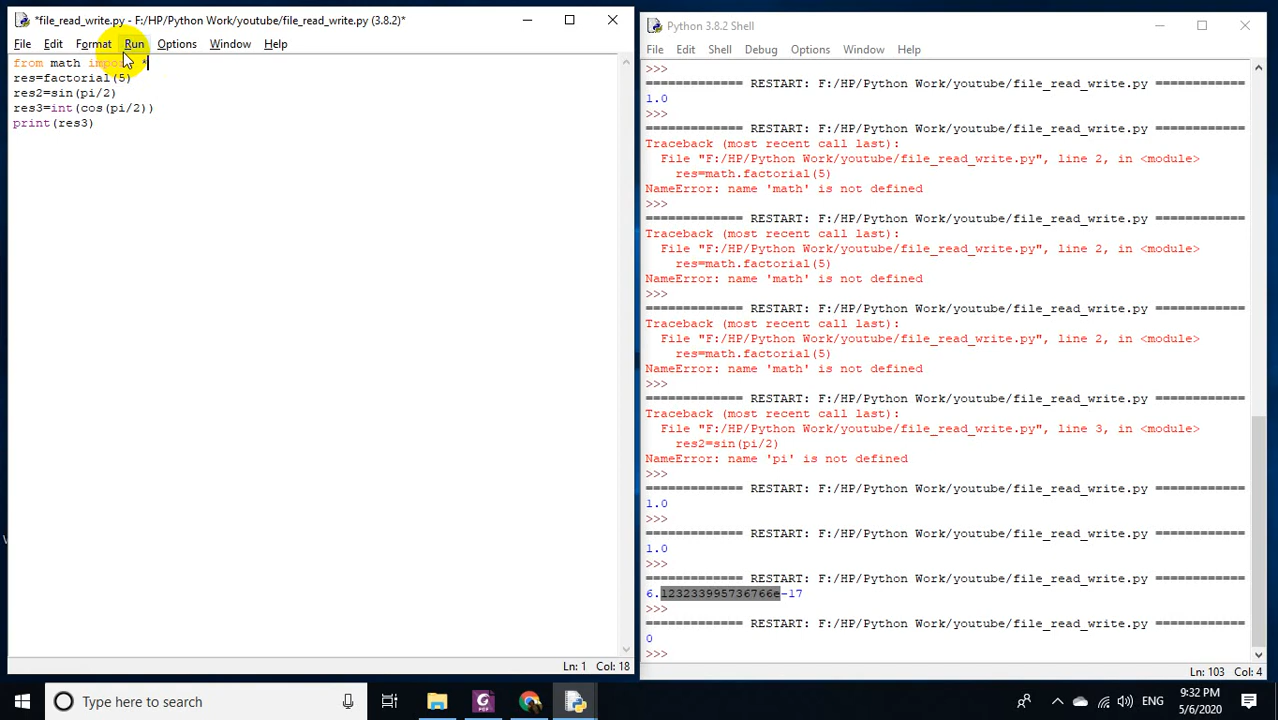 *file_read_write.py - F:/HP/Python Work/youtube/file_read_write.py (3.8.2)*
File Edit Format Run Options Window Help
from math import *
res=factorial(5)
res2=sin(pi/2)
res3=int(cos(pi/2))
print(res3)
Ln: 1 Col: 18
Python 3.8.2 Shell
File Edit Shell Debug Options Window Help
>>>
============= RESTART: F:/HP/Python Work/youtube/file_read_write.py ============
1.0
>>>
============= RESTART: F:/HP/Python Work/youtube/file_read_write.py ============
Traceback (most recent call last):
  File "F:/HP/Python Work/youtube/file_read_write.py", line 2, in <module>
    res=math.factorial(5)
NameError: name 'math' is not defined
>>>
============= RESTART: F:/HP/Python Work/youtube/file_read_write.py ============
Traceback (most recent call last):
  File "F:/HP/Python Work/youtube/file_read_write.py", line 2, in <module>
    res=math.factorial(5)
NameError: name 'math' is not defined
>>>
============= RESTART: F:/HP/Python Work/youtube/file_read_write.py ============
Traceback (most recent call last):
  File "F:/HP/Python Work/youtube/file_read_write.py", line 2, in <module>
    res=math.factorial(5)
NameError: name 'math' is not defined
>>>
============= RESTART: F:/HP/Python Work/youtube/file_read_write.py ============
Traceback (most recent call last):
  File "F:/HP/Python Work/youtube/file_read_write.py", line 3, in <module>
    res2=sin(pi/2)
NameError: name 'pi' is not defined
>>>
============= RESTART: F:/HP/Python Work/youtube/file_read_write.py ============
1.0
>>>
============= RESTART: F:/HP/Python Work/youtube/file_read_write.py ============
1.0
>>>
============= RESTART: F:/HP/Python Work/youtube/file_read_write.py ============
6.123233995736766e-17
>>>
============= RESTART: F:/HP/Python Work/youtube/file_read_write.py ============
0
>>>
Ln: 103 Col: 4
Type here to search
ENG
9:32 PM
5/6/2020